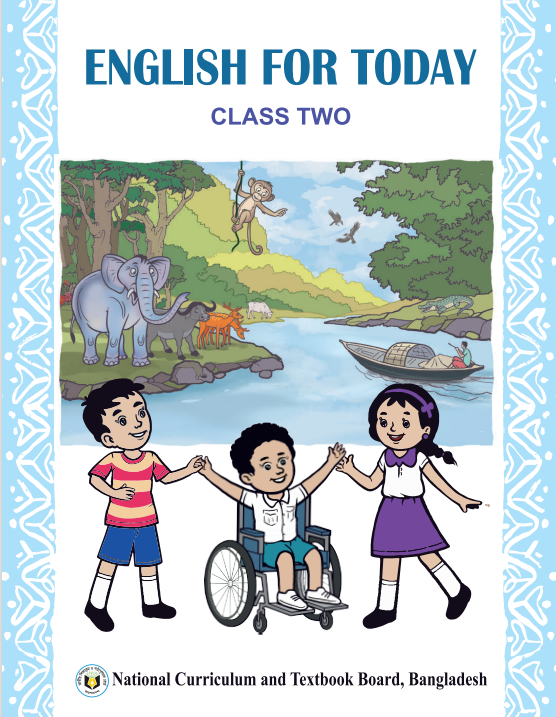 ENGLISH FOR TODAY
CLASS TWO
National Curriculum and Textbook Board, Bangladesh